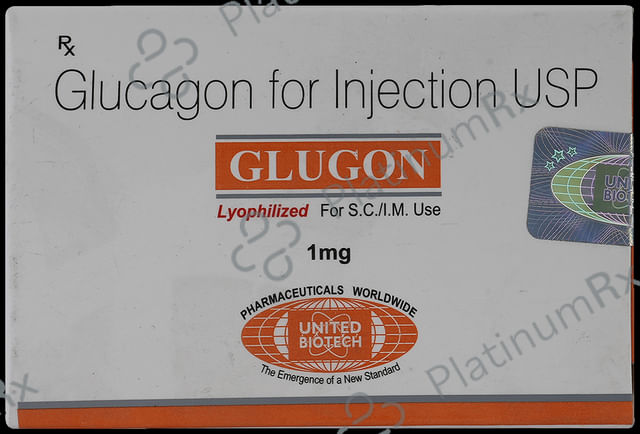 Rx
Glucagon for Injection USP
GLUGON
Lyophilized For S.C./I.M. Use
1mg
PHARMACEUTICALS WORLDWIDE
UNITED
BIOTECH
The Emergence of a New Standard
PlatinumRx
PlatinumRx